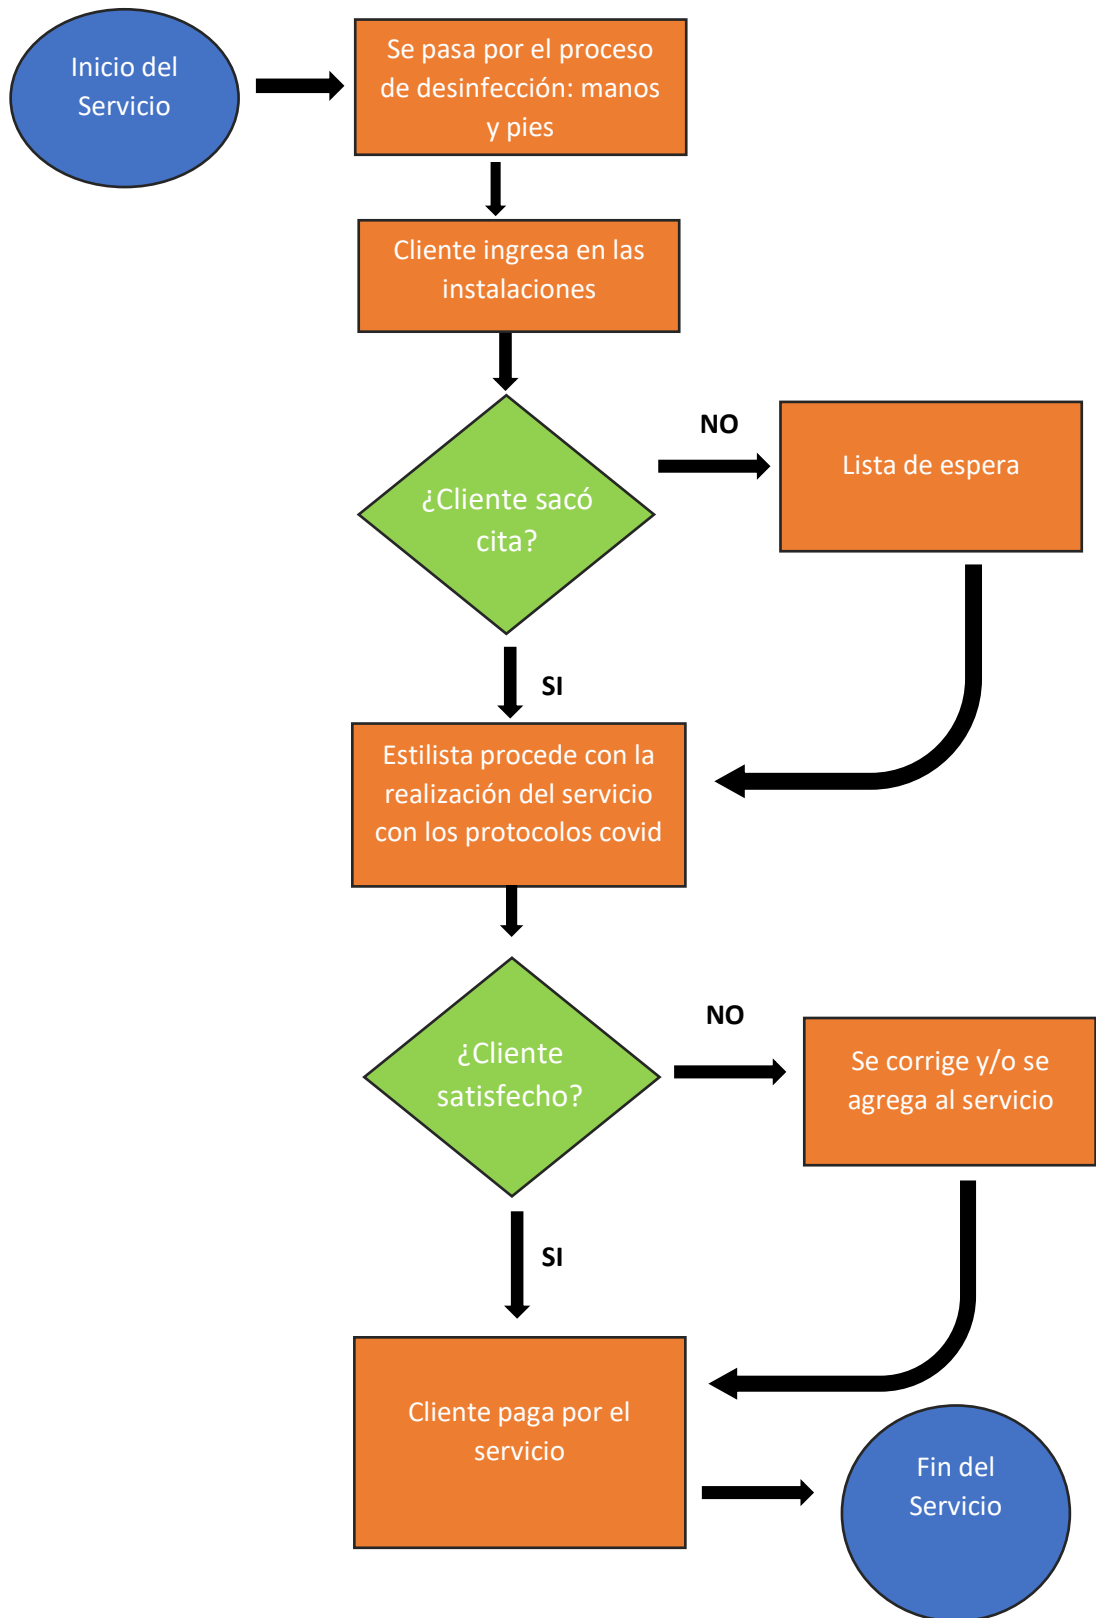 Inicio del
Servicio
Se pasa por el proceso
de desinfección: manos
y pies
Cliente ingresa en las
instalaciones
¿Cliente sacó
cita?
NO
Lista de espera
SI
Estilista procede con la
realización del servicio
con los protocolos covid
¿Cliente
satisfecho?
NO
Se corrige y/o se
agrega al servicio
SI
Cliente paga por el
servicio
Fin del
Servicio